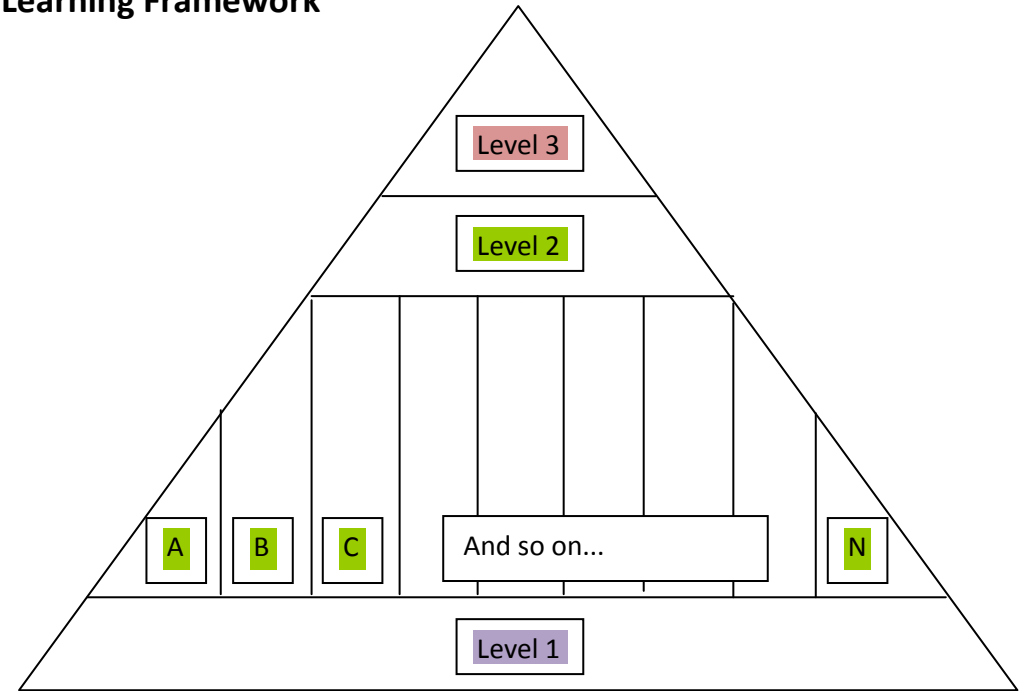 Learning Framework
Level 3
Level 2
A B C And so on... N
Level 1